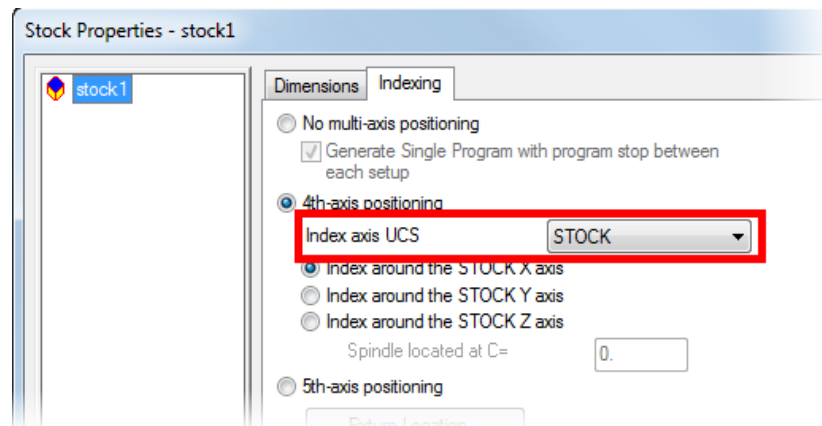 Stock Properties - stock1
stock1
Dimensions Indexing
No multi-axis positioning
Generate Single Program with program stop between
each setup
4th-axis positioning
Index axis UCS STOCK
Index around the STOCK X axis
Index around the STOCK Y axis
Index around the STOCK Z axis
Spindle located at C= 0.
5th-axis positioning